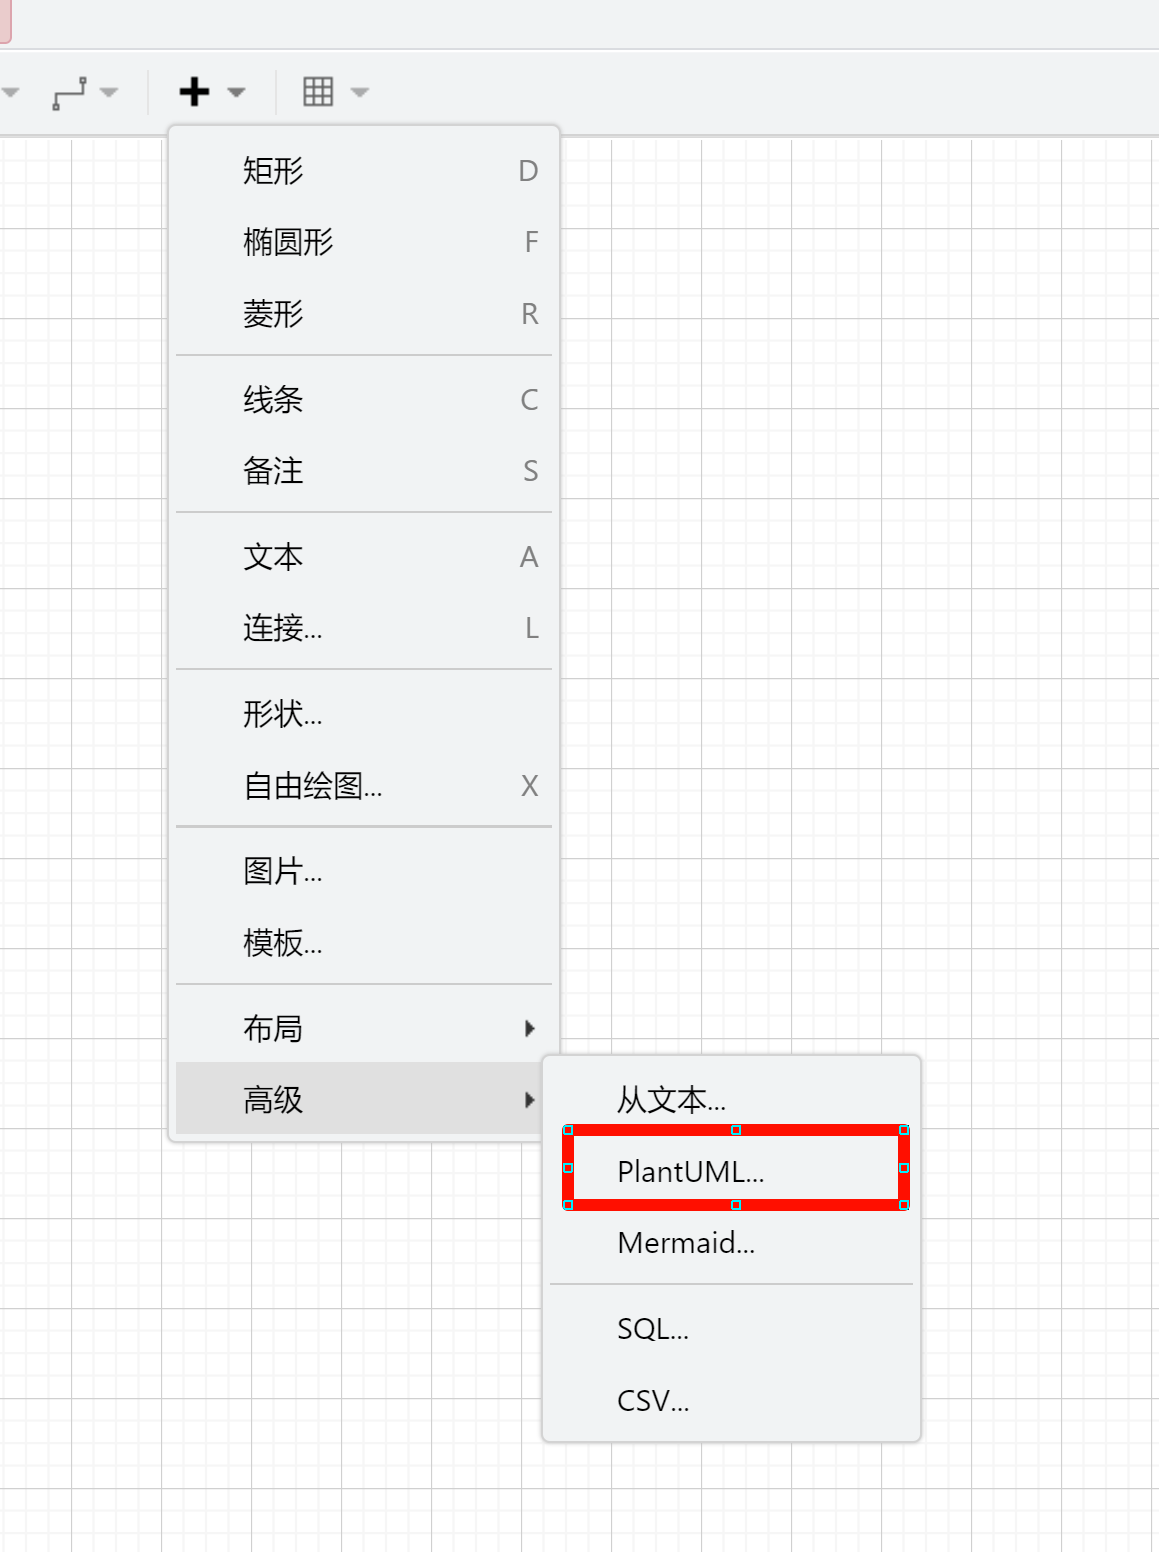 矩形 D
椭圆形 F
菱形 R
线条 C
备注 S
文本 A
连接... L
形状...
自由绘图... X
图片...
模板...
布局
高级
从文本...
PlantUML...
Mermaid...
SQL...
CSV...